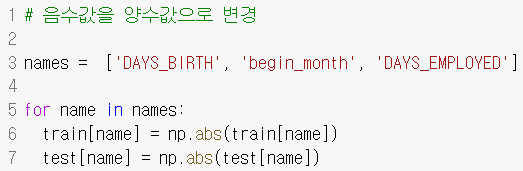 1 # 음수값을 양수값으로 변경
2
3 names =  ['DAYS_BIRTH', 'begin_month', 'DAYS_EMPLOYED']
4
5 for name in names:
6   train[name] = np.abs(train[name])
7   test[name] = np.abs(test[name])